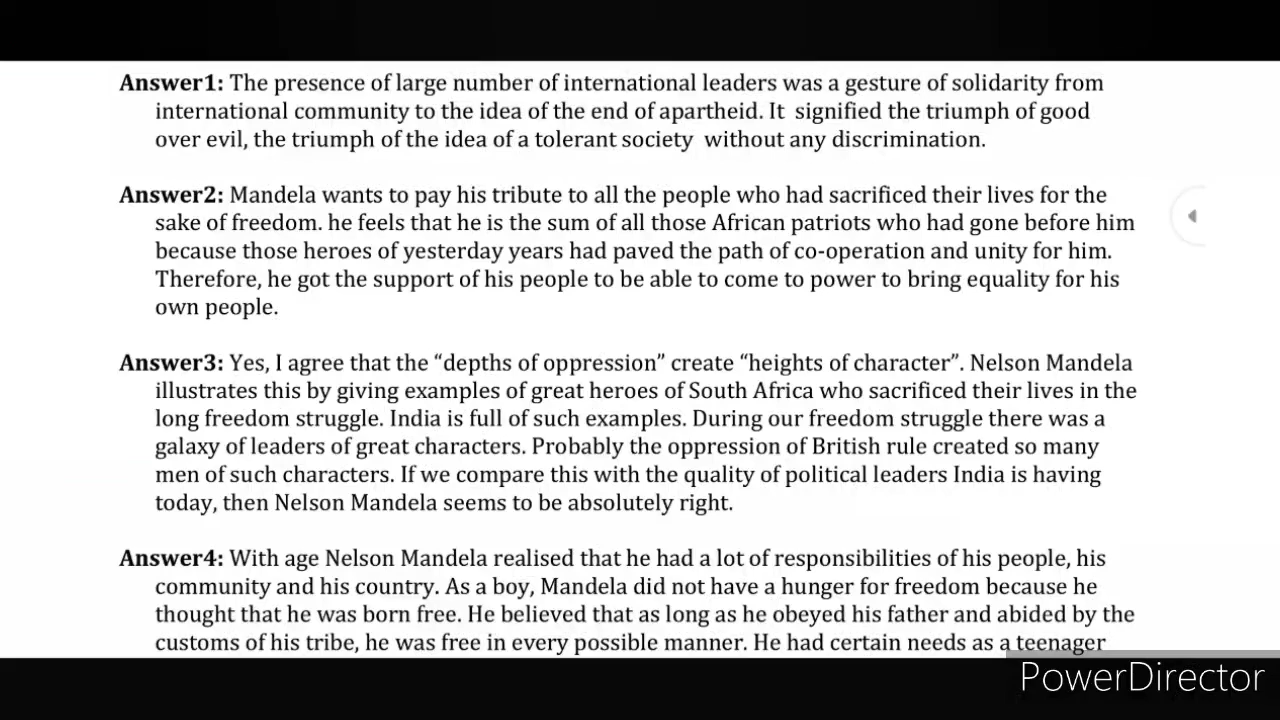 Answer1: The presence of large number of international leaders was a gesture of solidarity from
international community to the idea of the end of apartheid. It  signified the triumph of good
over evil, the triumph of the idea of a tolerant society  without any discrimination.
Answer2: Mandela wants to pay his tribute to all the people who had sacrificed their lives for the
sake of freedom. he feels that he is the sum of all those African patriots who had gone before him
because those heroes of yesterday years had paved the path of co-operation and unity for him.
Therefore, he got the support of his people to be able to come to power to bring equality for his
own people.
Answer3: Yes, I agree that the “depths of oppression” create “heights of character”. Nelson Mandela
illustrates this by giving examples of great heroes of South Africa who sacrificed their lives in the
long freedom struggle. India is full of such examples. During our freedom struggle there was a
galaxy of leaders of great characters. Probably the oppression of British rule created so many
men of such characters. If we compare this with the quality of political leaders India is having
today, then Nelson Mandela seems to be absolutely right.
Answer4: With age Nelson Mandela realised that he had a lot of responsibilities of his people, his
community and his country. As a boy, Mandela did not have a hunger for freedom because he
thought that he was born free. He believed that as long as he obeyed his father and abided by the
customs of his tribe, he was free in every possible manner. He had certain needs as a teenager
PowerDirector